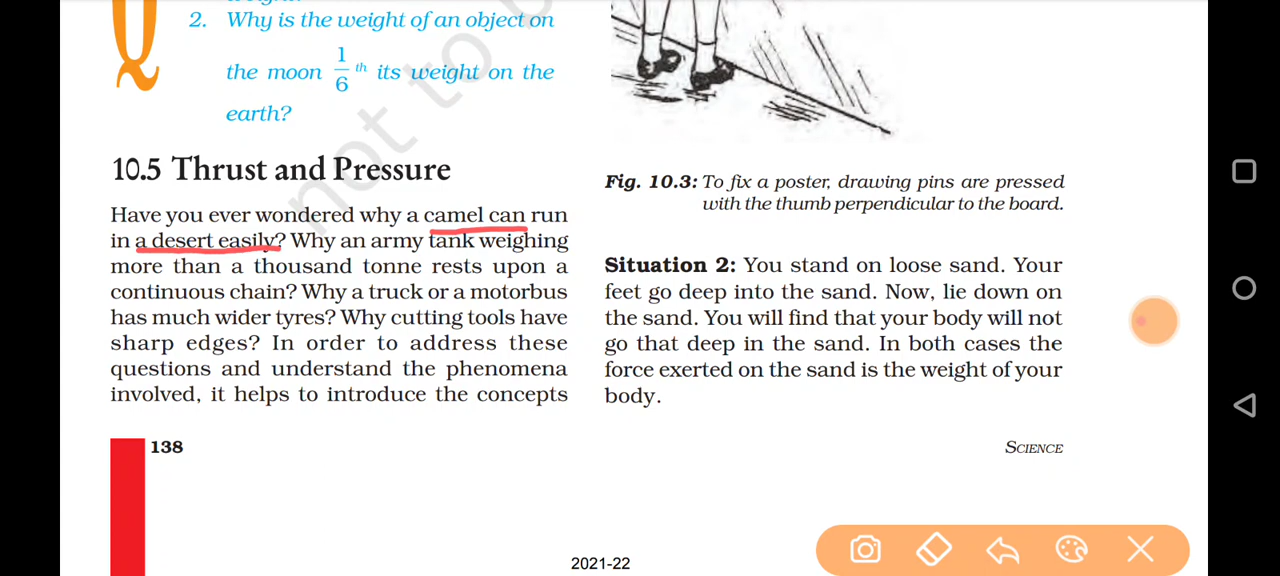 2. Why is the weight of an object on
the moon 1/6 th its weight on the
earth?
10.5 Thrust and Pressure
Have you ever wondered why a camel can run
in a desert easily? Why an army tank weighing
more than a thousand tonne rests upon a
continuous chain? Why a truck or a motorbus
has much wider tyres? Why cutting tools have
sharp edges? In order to address these
questions and understand the phenomena
involved, it helps to introduce the concepts
Fig. 10.3: To fix a poster, drawing pins are pressed
with the thumb perpendicular to the board.
Situation 2: You stand on loose sand. Your
feet go deep into the sand. Now, lie down on
the sand. You will find that your body will not
go that deep in the sand. In both cases the
force exerted on the sand is the weight of your
body.
138
SCIENCE
2021-22
Q
not to